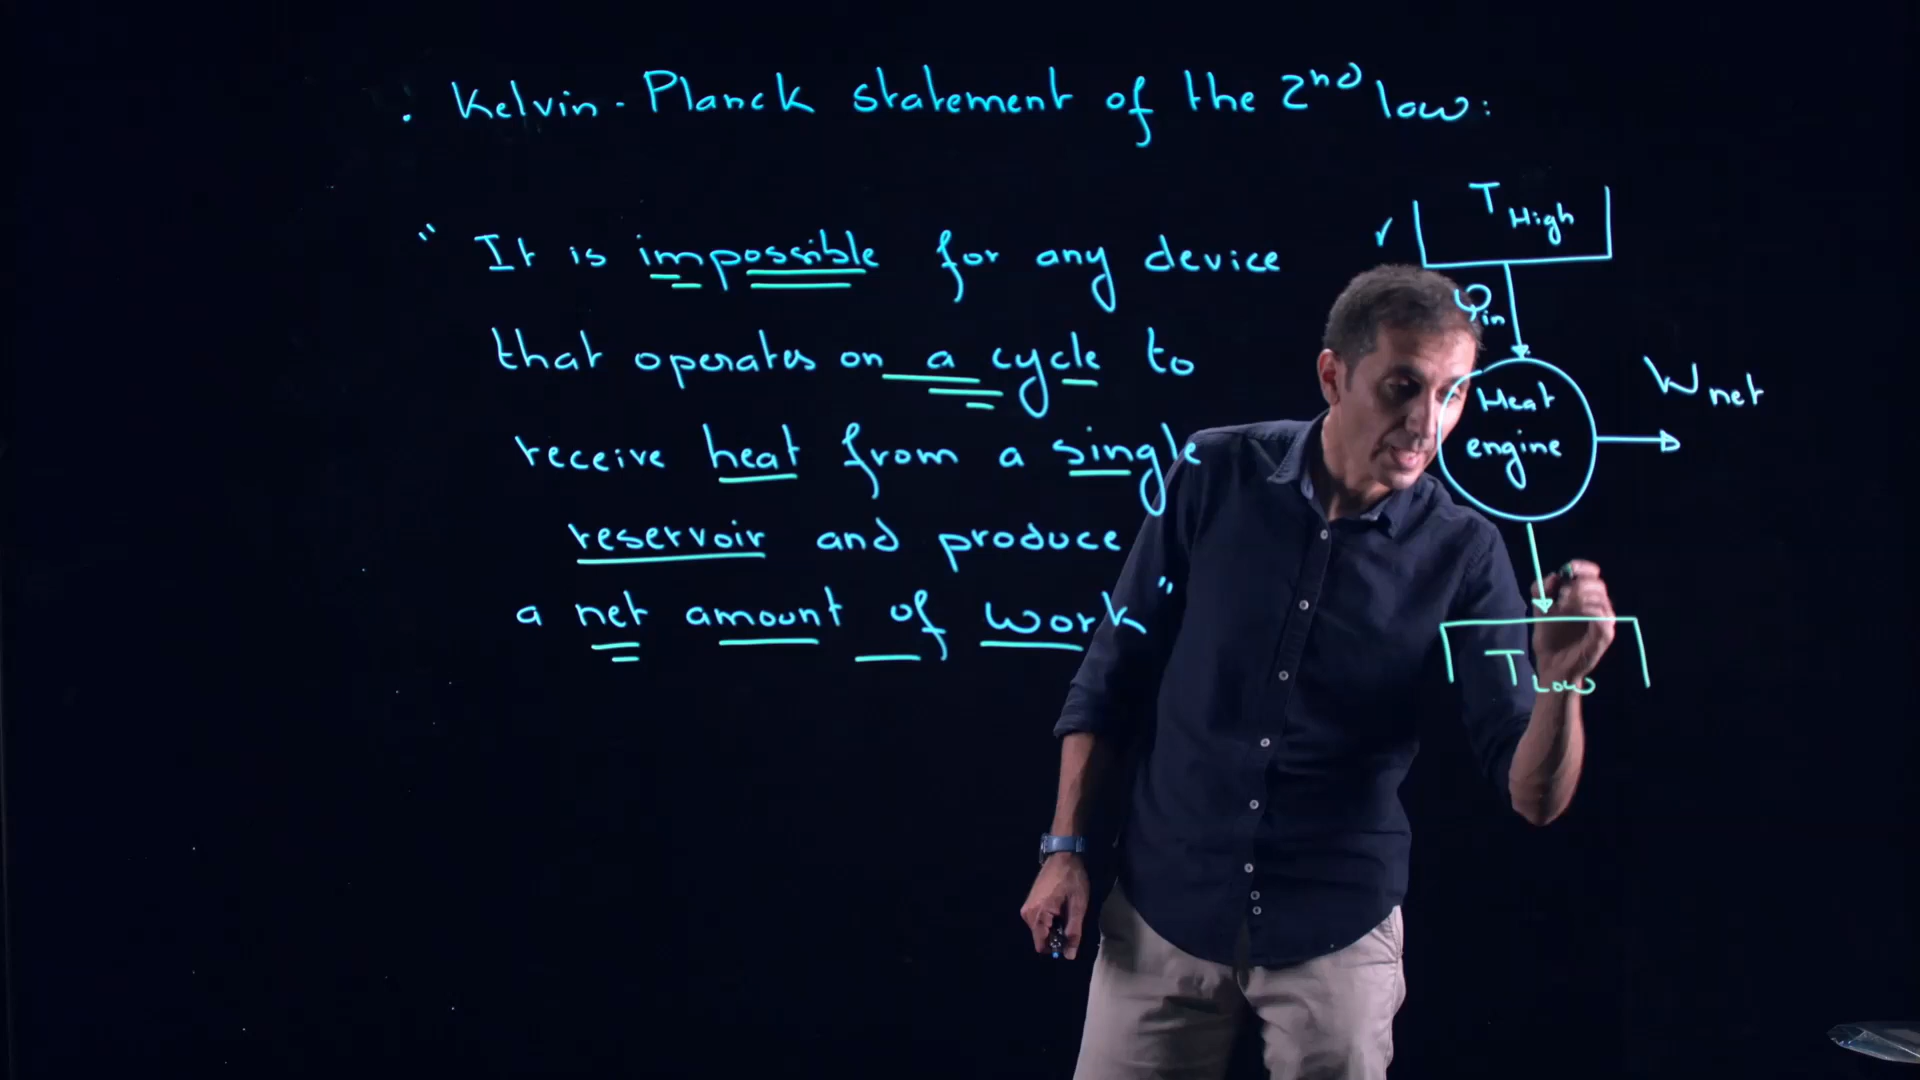 . Kelvin - Planck statement of the 2nd low:
" It is impossible for any device
that operates on a cycle to
receive heat from a single
reservoir and produce
a net amount of work "
T High
Qin
Heat
engine
W net
T Low